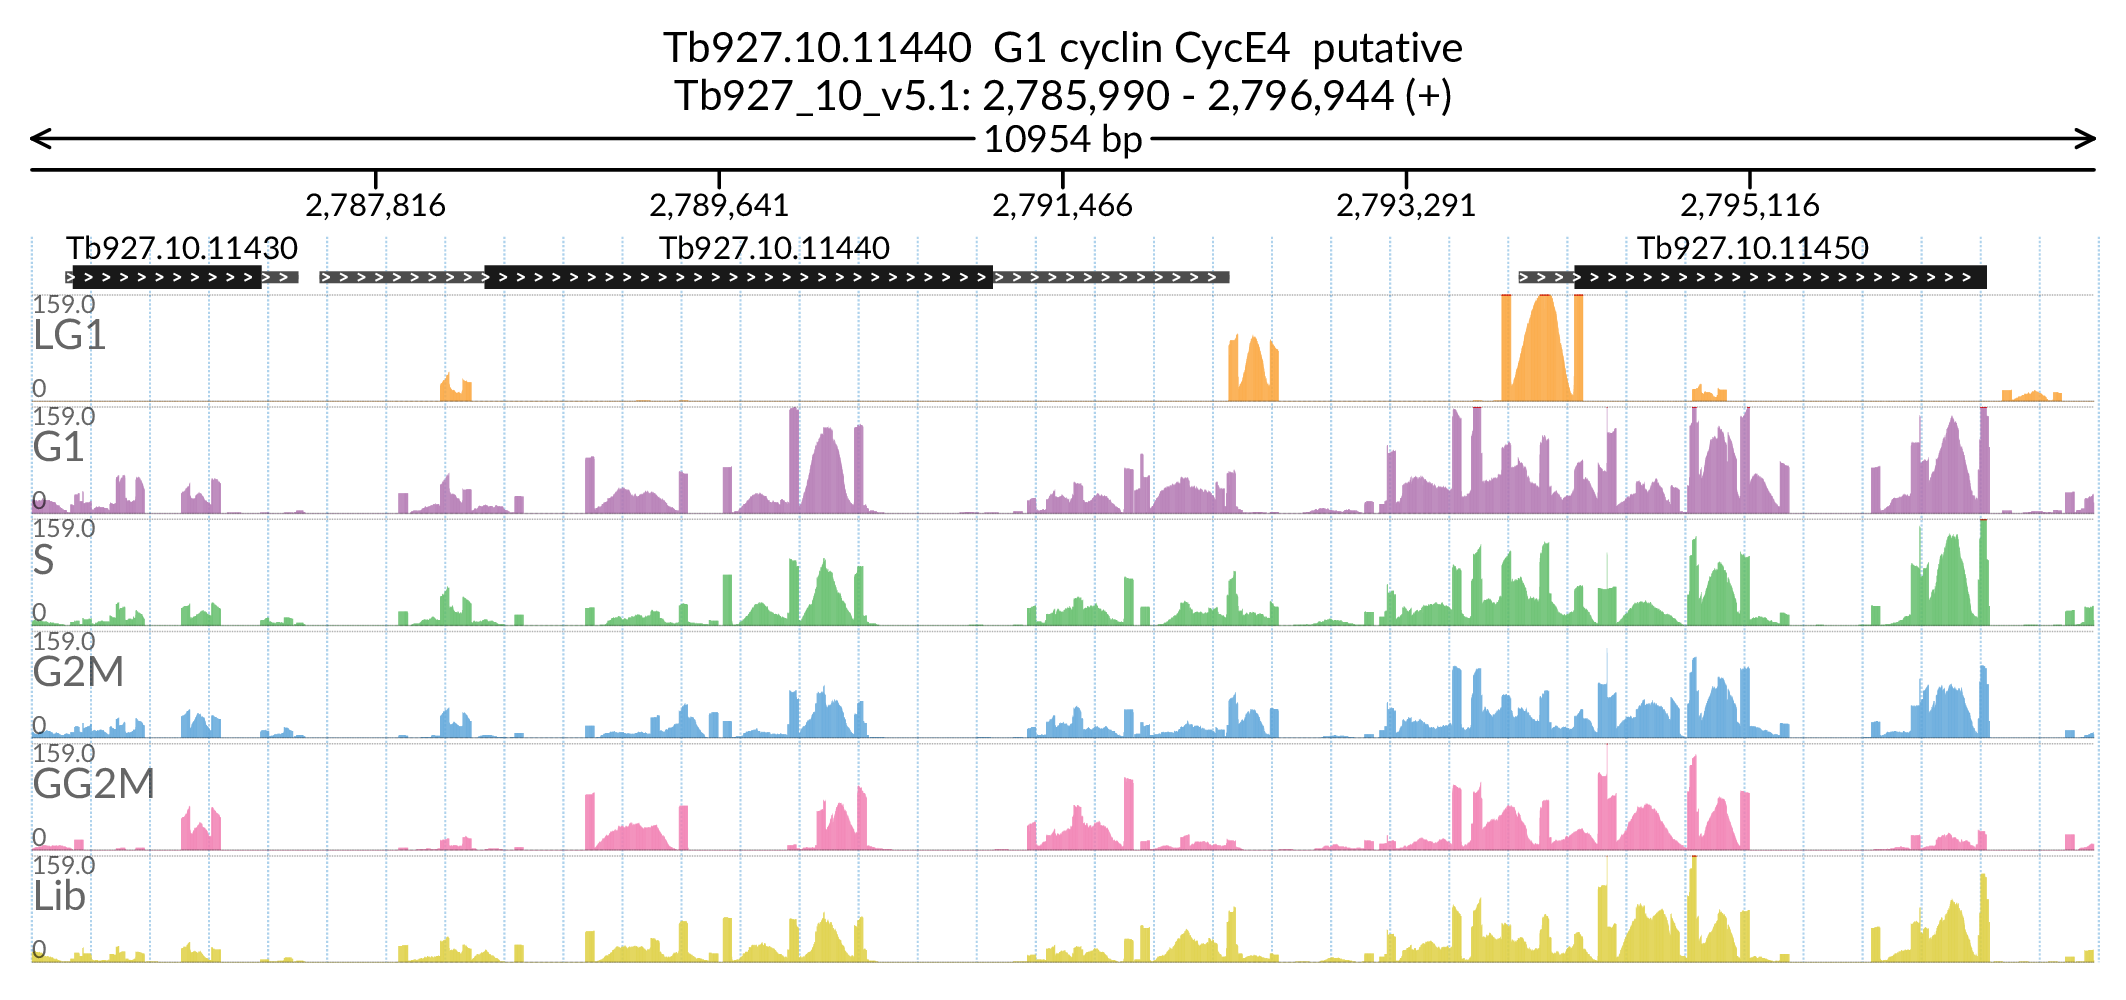 Tb927.10.11440  G1 cyclin CycE4  putative
Tb927_10_v5.1: 2,785,990 - 2,796,944 (+)
10954 bp
2,787,816 2,789,641 2,791,466 2,793,291 2,795,116
Tb927.10.11430 Tb927.10.11440 Tb927.10.11450
159.0
LG1
0
159.0
G1
0
159.0
S
0
159.0
G2M
0
159.0
GG2M
0
159.0
Lib
0